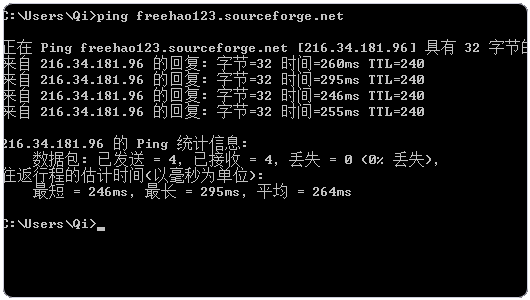 C:\Users\Qi>ping freehao123.sourceforge.net
正在 Ping freehao123.sourceforge.net [216.34.181.96] 具有 32 字节的
来自 216.34.181.96 的回复: 字节=32 时间=260ms TTL=240
来自 216.34.181.96 的回复: 字节=32 时间=295ms TTL=240
来自 216.34.181.96 的回复: 字节=32 时间=246ms TTL=240
来自 216.34.181.96 的回复: 字节=32 时间=255ms TTL=240
216.34.181.96 的 Ping 统计信息:
数据包: 已发送 = 4, 已接收 = 4, 丢失 = 0 (0% 丢失),
往返行程的估计时间(以毫秒为单位):
最短 = 246ms, 最长 = 295ms, 平均 = 264ms
C:\Users\Qi>